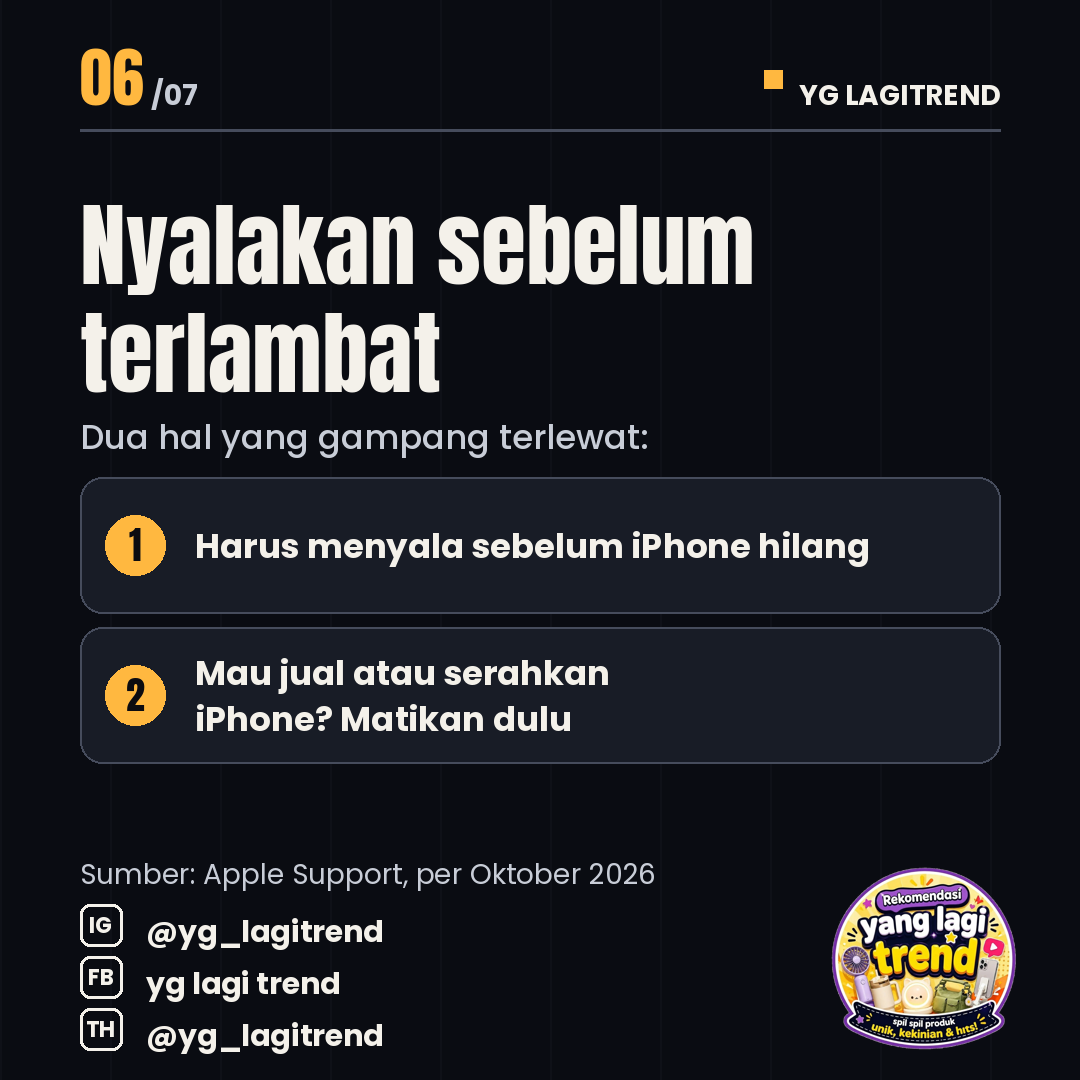 06 /07
YG LAGITREND
Nyalakan sebelum
terlambat
Dua hal yang gampang terlewat:
1 Harus menyala sebelum iPhone hilang
2 Mau jual atau serahkan
iPhone? Matikan dulu
Sumber: Apple Support, per Oktober 2026
IG @yg_lagitrend
FB yg lagi trend
TH @yg_lagitrend
Rekomendasi
yang lagi
trend
spil spil produk
unik, kekinian & hits!